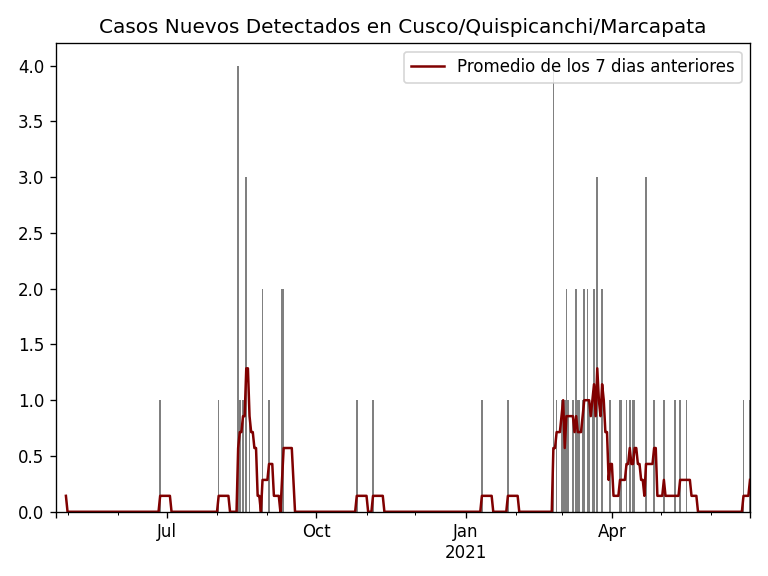 Casos Nuevos Detectados en Cusco/Quispicanchi/Marcapata
Promedio de los 7 dias anteriores
4.0
3.5
3.0
2.5
2.0
1.5
1.0
0.5
0.0
Jul
Oct
Jan
2021
Apr